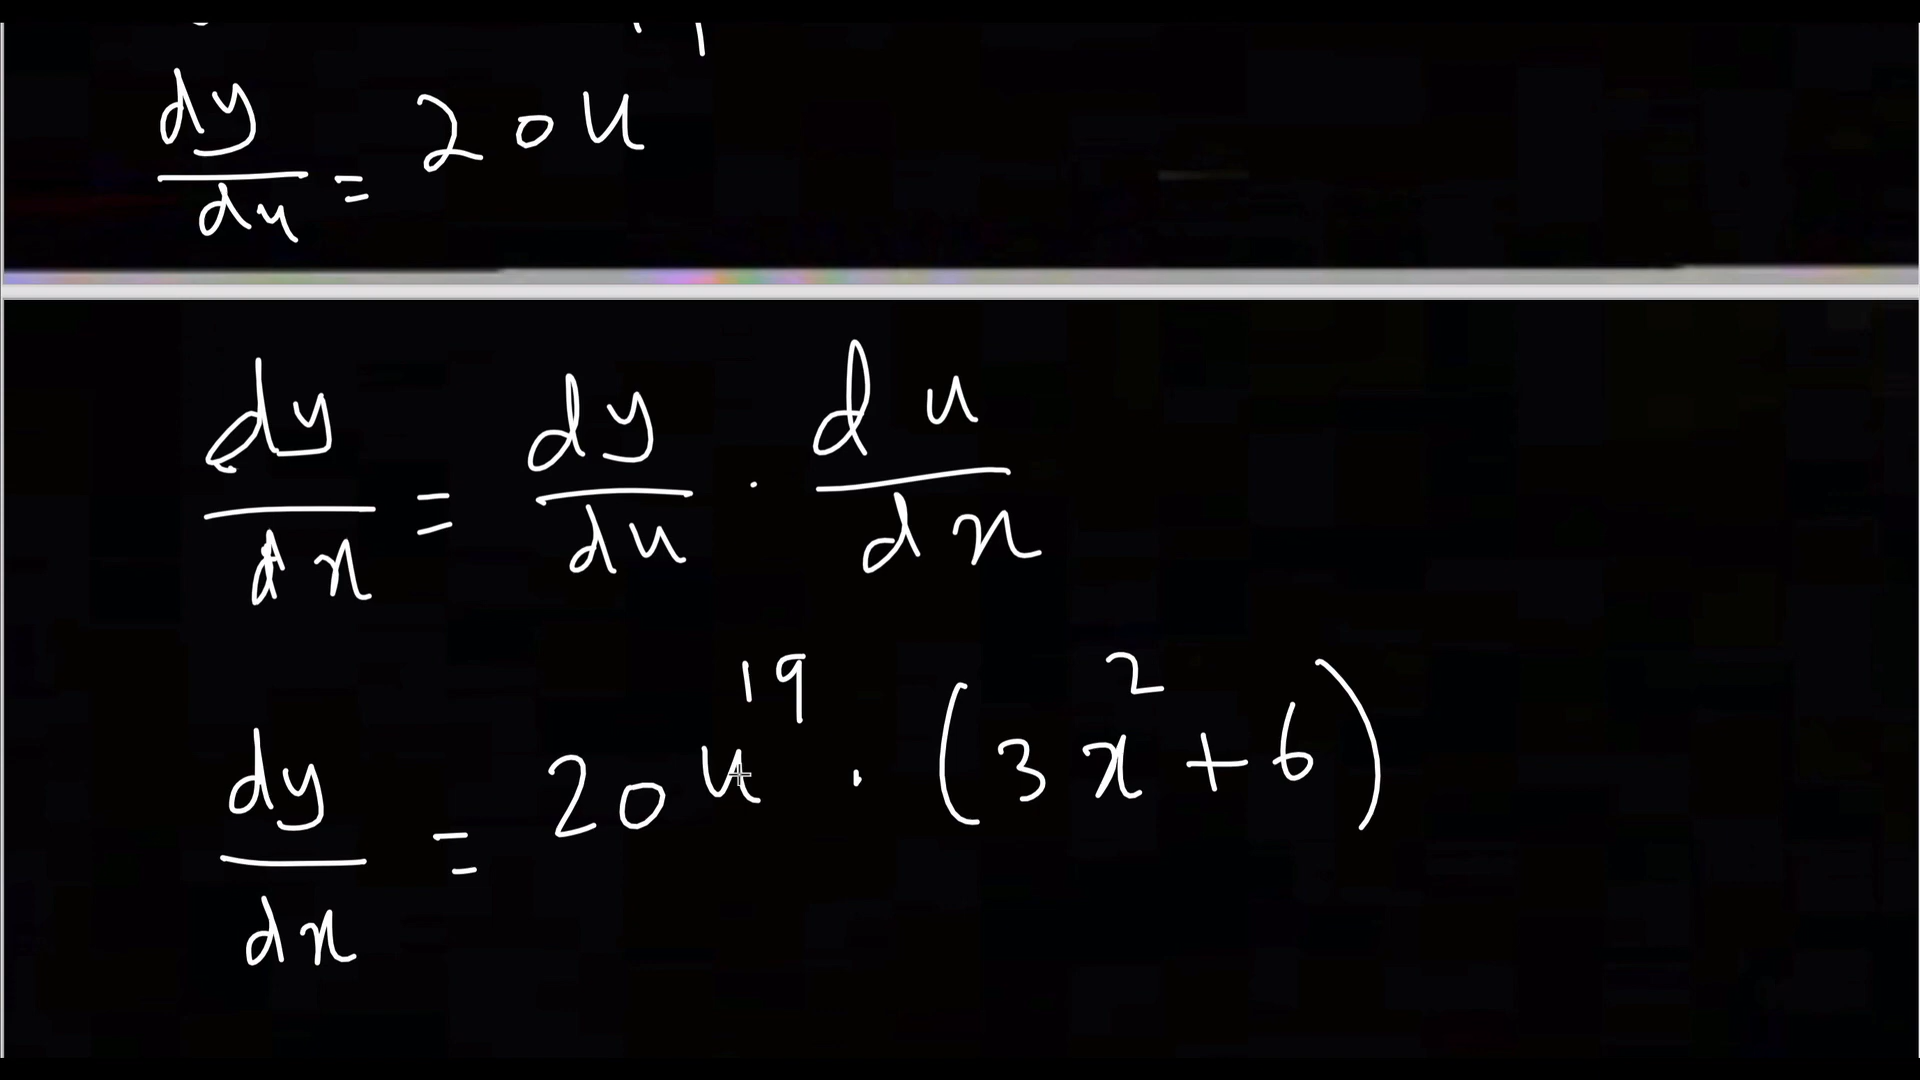 dy/du = 20u
dy/dx = dy/du · du/dx
dy/dx = 20u^19 · (3x^2 + 6)